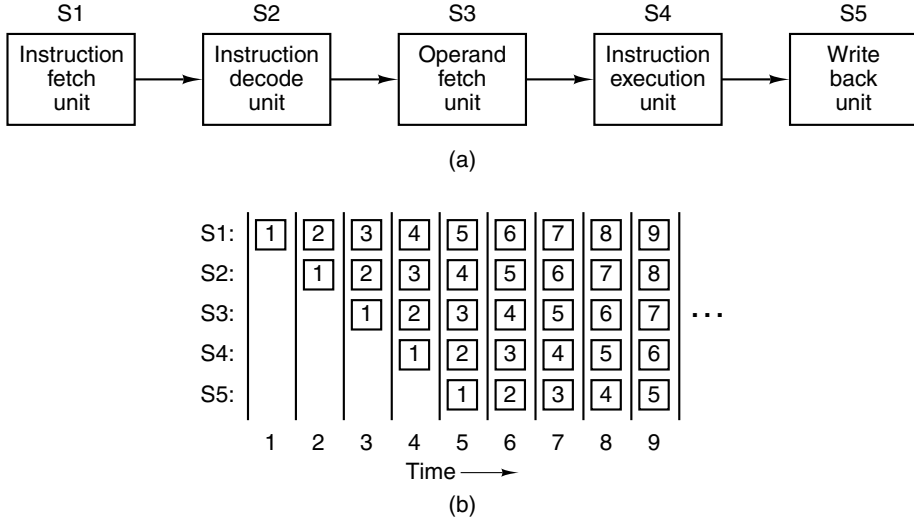 S1 S2 S3 S4 S5
Instruction fetch unit
Instruction decode unit
Operand fetch unit
Instruction execution unit
Write back unit
(a)
S1: 1 2 3 4 5 6 7 8 9
S2: 1 2 3 4 5 6 7 8
S3: 1 2 3 4 5 6 7 ...
S4: 1 2 3 4 5 6
S5: 1 2 3 4 5
1 2 3 4 5 6 7 8 9
Time
(b)